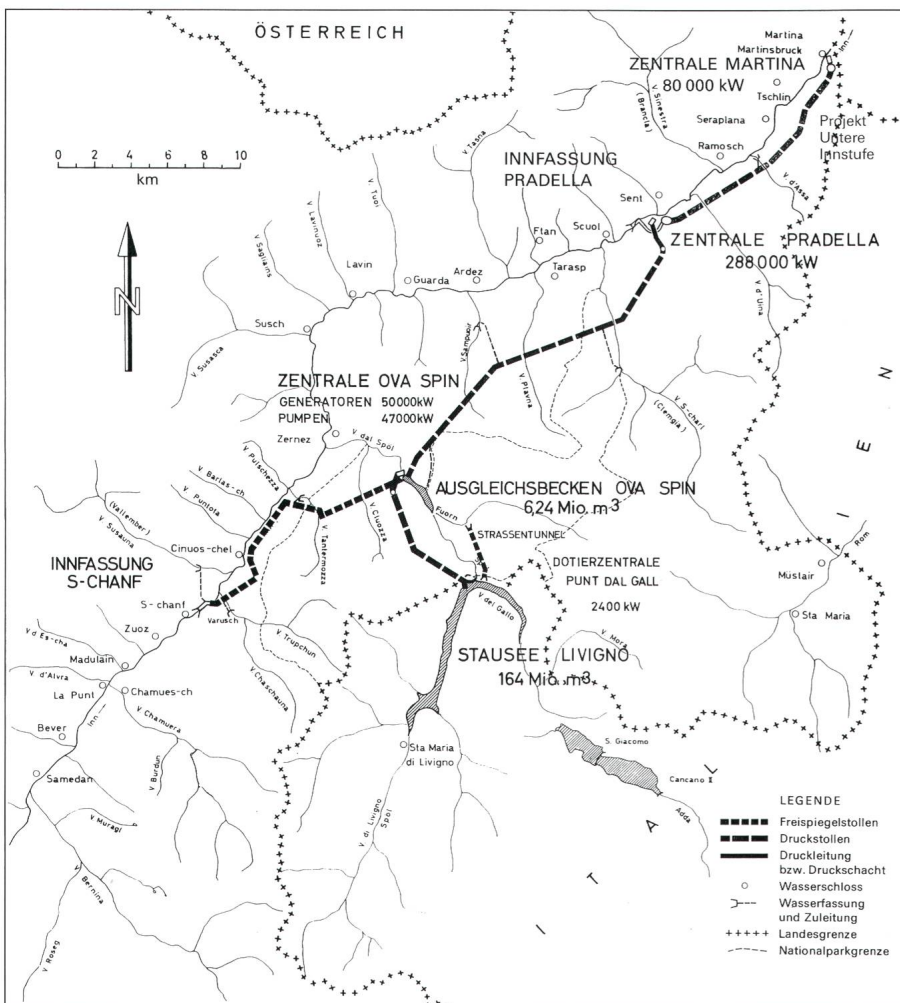 ÖSTERREICH
Martina
Martinsbruck
Inn
ZENTRALE MARTINA
80 000 kW
Tschlin
V. Sinestra
(Brancla)
Seraplana
Projekt
Untere
Innstufe
Ramosch
V. d'Assa
0 2 4 6 8 10
km
V. Tasna
INNFASSUNG
PRADELLA
Sent
V. Tuoi
V. Lavinuoz
V. Sagliains
Ftan
Scuol
ZENTRALE PRADELLA
288 000 kW
Lavin
Guarda
Ardez
Tarasp
V. d'Uina
N
Susch
V. Susasca
V. Sampuoir
V. Plavna
V. S-charl
(Clemgia)
ZENTRALE OVA SPIN
GENERATOREN 50000kW
PUMPEN 47000kW
Zernez
V. dal Spöl
V. Pulschezza
V. Barlas-ch
V. Puntota
AUSGLEICHSBECKEN OVA SPIN
6,24 Mio. m3
Fuorn
STRASSENTUNNEL
(Vallember)
V. Susauna
Cinuos-chel
V. Tantermozza
V. Cluozza
DOTIERZENTRALE
PUNT DAL GALL
2400 kW
INNFASSUNG
S-CHANF
Rom
Müstair
Sta Maria
S-chanf
Varusch
V. Trupchun
V. del Gallo
V. Mora
Zuoz
V. d'Es-cha
Madulain
STAUSEE LIVIGNO
164 Mio. m3
V. Chaschauna
V. d'Alvra
La Punt
Chamues-ch
Inn
V. Chamuera
Bever
V. Burdun
Sta Maria
di Livigno
S. Giacomo
Cancano II
Adda
Samedan
V. Muragl
V. di Livigno
Spöl
V. Bernina
V. Roseg
I T A L I E N
LEGENDE
Freispiegelstollen
Druckstollen
Druckleitung
bzw. Druckschacht
Wasserschloss
Wasserfassung
und Zuleitung
Landesgrenze
Nationalparkgrenze